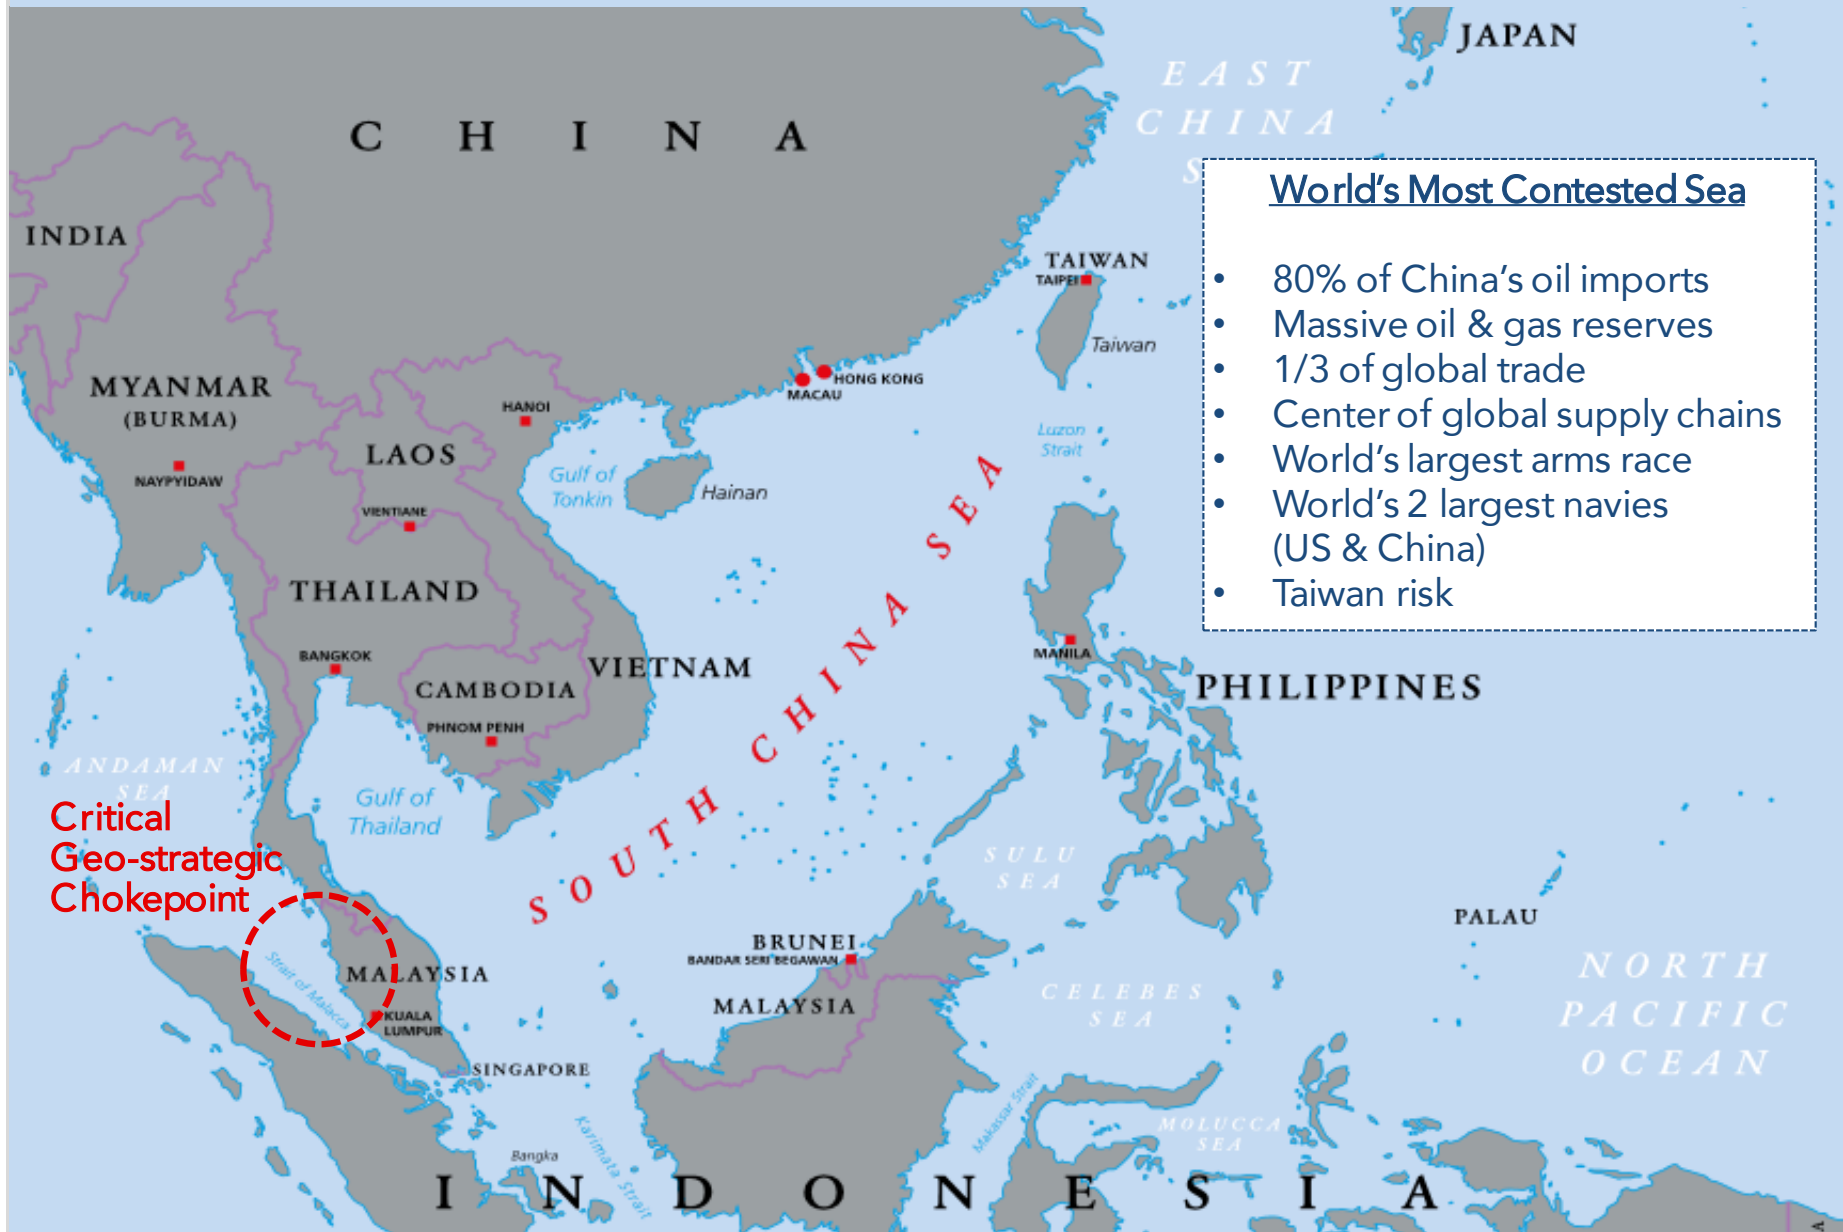 JAPAN
EAST
CHINA
S
CHINA
World's Most Contested Sea
• 80% of China's oil imports
• Massive oil & gas reserves
• 1/3 of global trade
• Center of global supply chains
• World's largest arms race
• World's 2 largest navies
(US & China)
• Taiwan risk
INDIA
TAIWAN
TAIPEI
Taiwan
MYANMAR
(BURMA)
NAYPYIDAW
HANOI
LAOS
VIENTIANE
HONG KONG
MACAU
Gulf of
Tonkin
Hainan
Luzon
Strait
THAILAND
BANGKOK
CAMBODIA
PHNOM PENH
VIETNAM
SOUTH CHINA SEA
MANILA
PHILIPPINES
ANDAMAN
SEA
Gulf of
Thailand
Critical
Geo-strategic
Chokepoint
SULU
SEA
PALAU
Strait of Malacca
MALAYSIA
KUALA
LUMPUR
SINGAPORE
BRUNEI
BANDAR SERI BEGAWAN
MALAYSIA
CELEBES
SEA
NORTH
PACIFIC
OCEAN
Makassar Strait
MOLUCCA
SEA
Bangka
Karimata Strait
INDONESIA
A